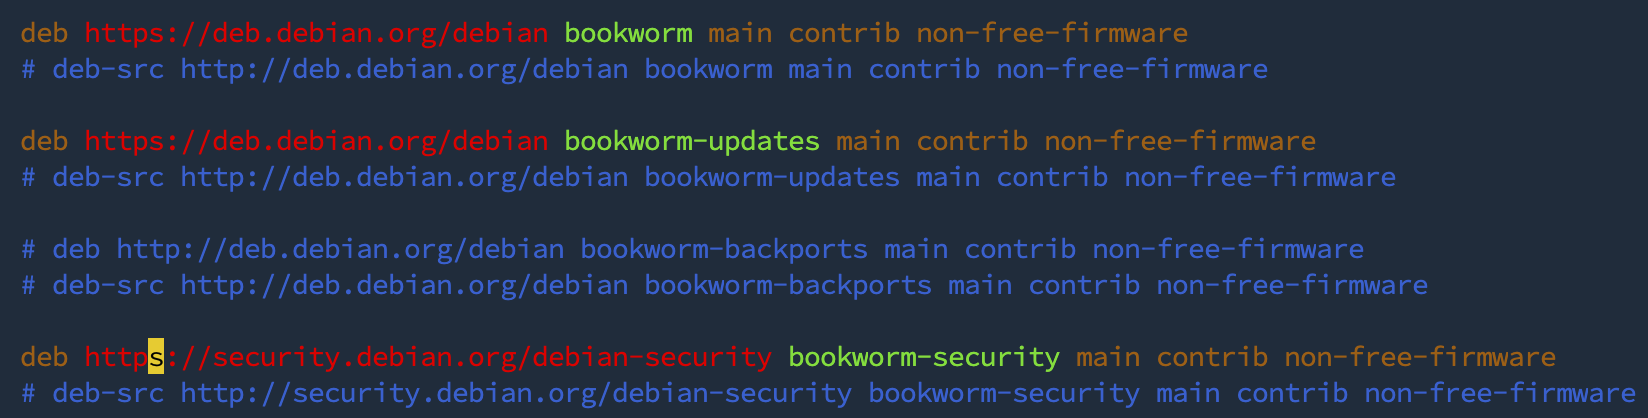 deb https://deb.debian.org/debian bookworm main contrib non-free-firmware
# deb-src http://deb.debian.org/debian bookworm main contrib non-free-firmware
deb https://deb.debian.org/debian bookworm-updates main contrib non-free-firmware
# deb-src http://deb.debian.org/debian bookworm-updates main contrib non-free-firmware
# deb http://deb.debian.org/debian bookworm-backports main contrib non-free-firmware
# deb-src http://deb.debian.org/debian bookworm-backports main contrib non-free-firmware
deb https://security.debian.org/debian-security bookworm-security main contrib non-free-firmware
# deb-src http://security.debian.org/debian-security bookworm-security main contrib non-free-firmware